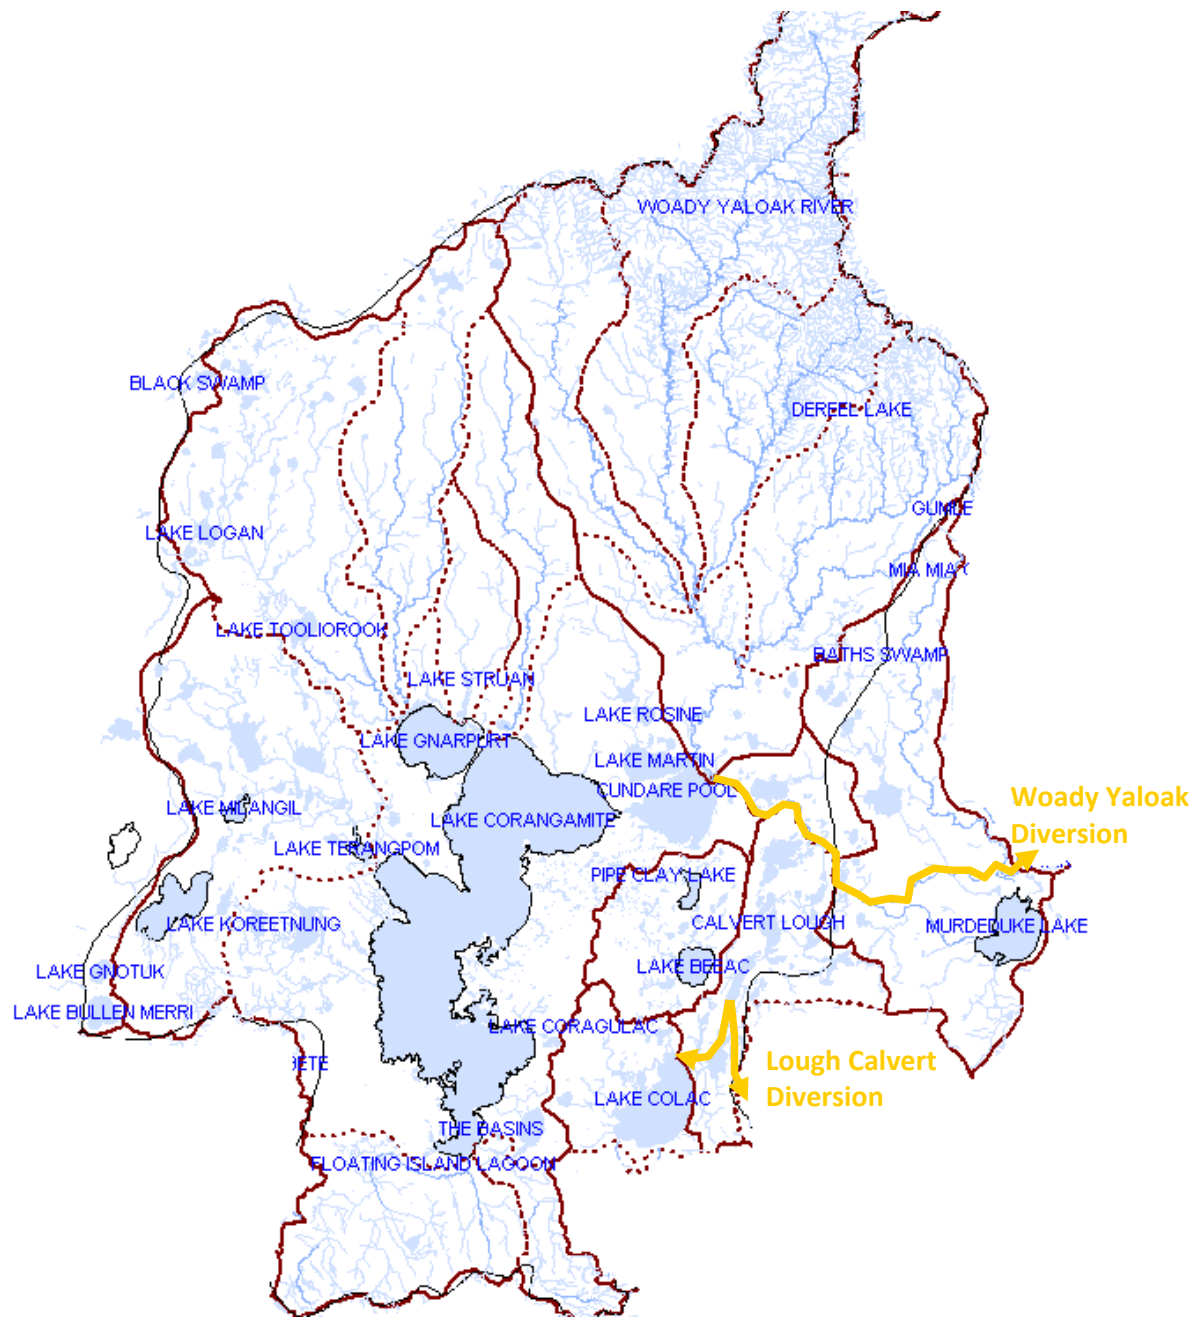 WOADY YALOAK RIVER
BLACK SWAMP
DEREEL LAKE
GUMLE
LAKE LOGAN
MIA MIA
LAKE TOOLIOROOK
BATHS SWAMP
LAKE STRUAN
LAKE ROSINE
LAKE GNARPURT
LAKE MARTIN
CUNDARE POOL
Woady Yaloak
Diversion
LAKE MILANGIL
LAKE CORANGAMITE
LAKE TERANGPOM
PIPE CLAY LAKE
LAKE KOREETNUNG
CALVERT LOUGH
MURDEDUKE LAKE
LAKE GNOTUK
LAKE BEEAC
LAKE BULLEN MERRI
LAKE CORAGULAC
Lough Calvert
Diversion
LAKE COLAC
THE BASINS
FLOATING ISLAND LAGOON